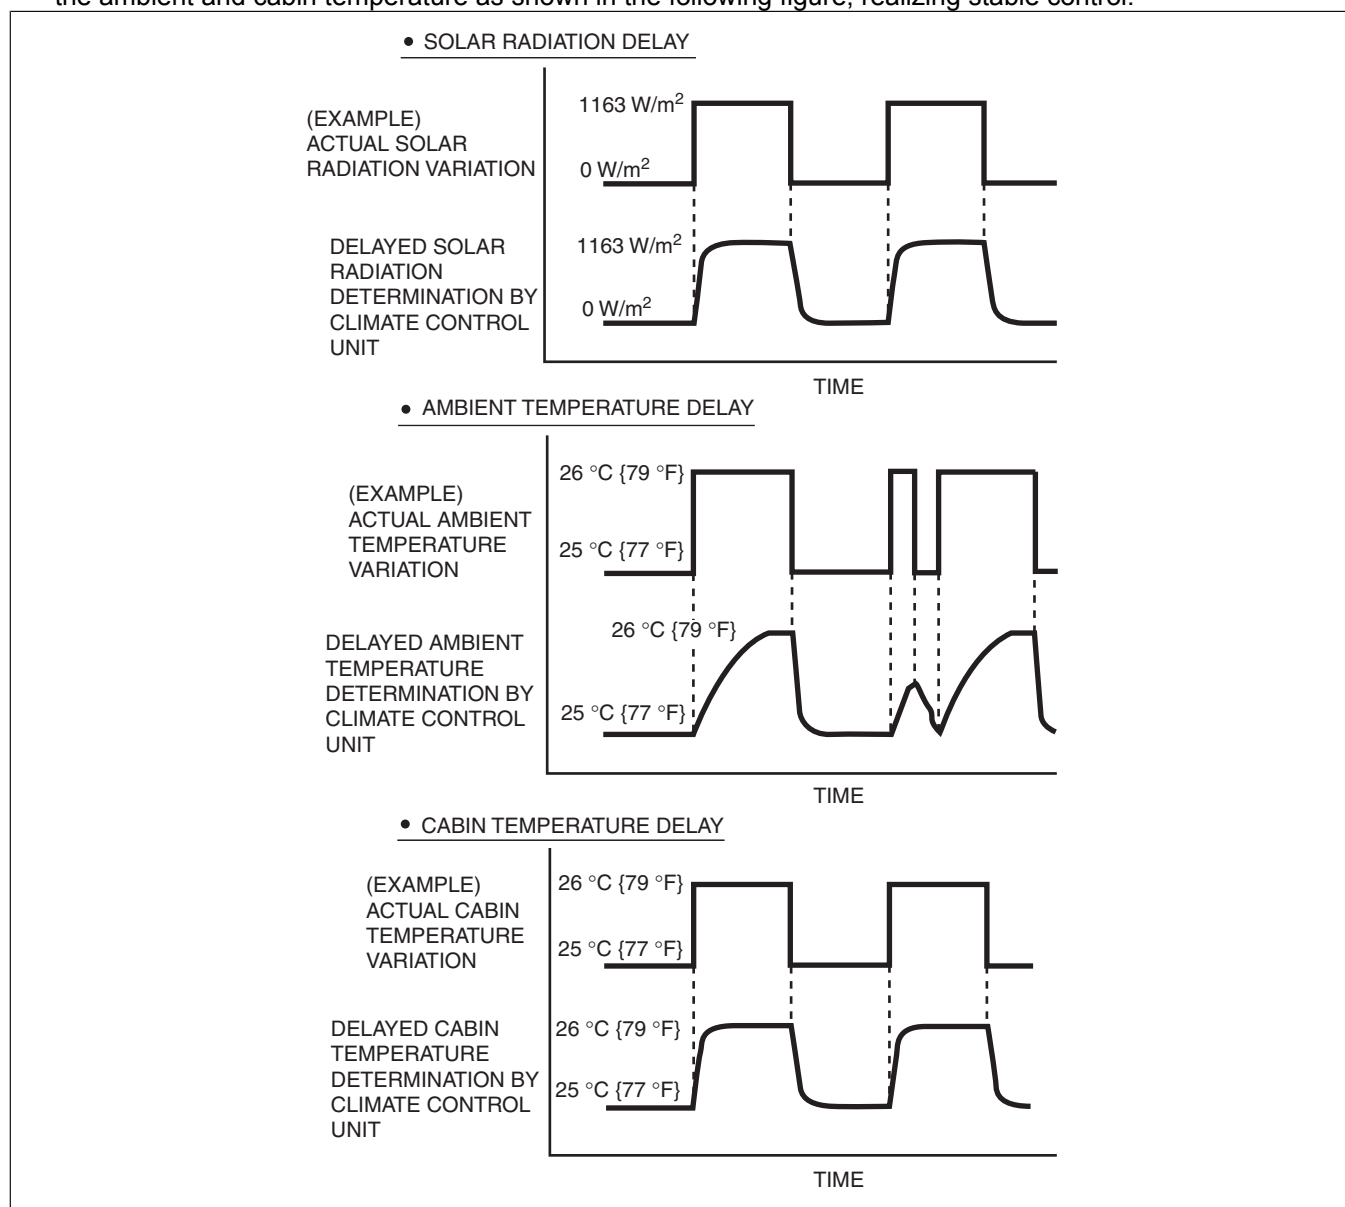 the ambient and cabin temperature as shown in the following figure, realizing stable control.
• SOLAR RADIATION DELAY
(EXAMPLE)
ACTUAL SOLAR
RADIATION VARIATION
1163 W/m²
0 W/m²
DELAYED SOLAR
RADIATION
DETERMINATION BY
CLIMATE CONTROL
UNIT
1163 W/m²
0 W/m²
TIME
• AMBIENT TEMPERATURE DELAY
(EXAMPLE)
ACTUAL AMBIENT
TEMPERATURE
VARIATION
26 °C {79 °F}
25 °C {77 °F}
DELAYED AMBIENT
TEMPERATURE
DETERMINATION BY
CLIMATE CONTROL
UNIT
26 °C {79 °F}
25 °C {77 °F}
TIME
• CABIN TEMPERATURE DELAY
(EXAMPLE)
ACTUAL CABIN
TEMPERATURE
VARIATION
26 °C {79 °F}
25 °C {77 °F}
DELAYED CABIN
TEMPERATURE
DETERMINATION BY
CLIMATE CONTROL
UNIT
26 °C {79 °F}
25 °C {77 °F}
TIME